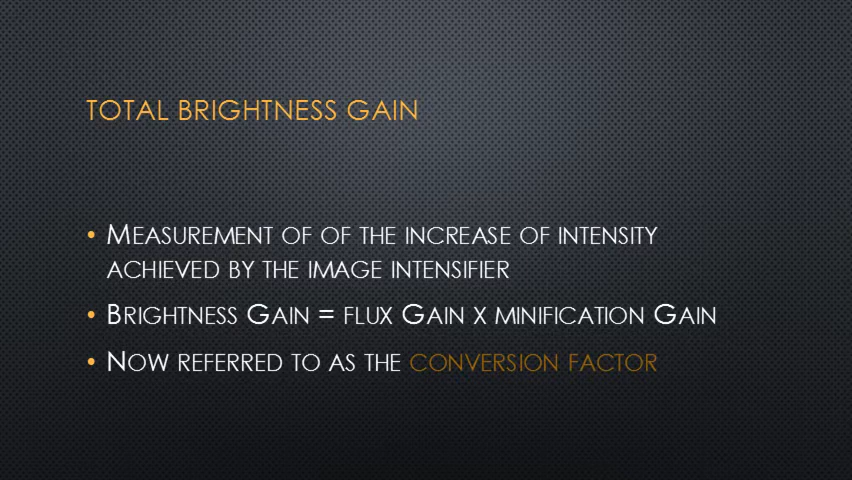 TOTAL BRIGHTNESS GAIN
• MEASUREMENT OF OF THE INCREASE OF INTENSITY
ACHIEVED BY THE IMAGE INTENSIFIER
• BRIGHTNESS GAIN = FLUX GAIN X MINIFICATION GAIN
• NOW REFERRED TO AS THE CONVERSION FACTOR